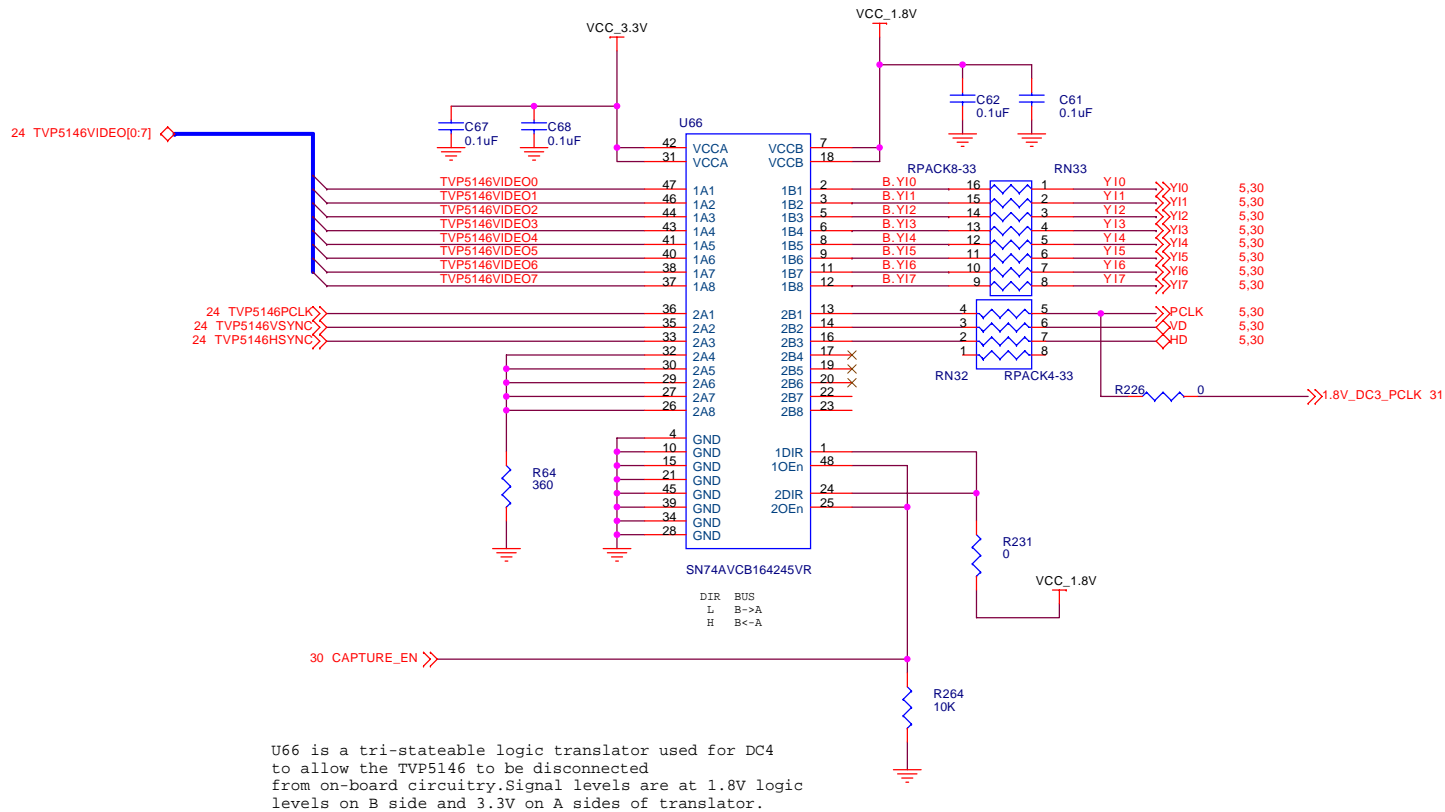 VCC_1.8V
VCC_3.3V
24 TVP5146VIDEO[0:7]
C67
0.1uF
C68
0.1uF
C62
0.1uF
C61
0.1uF
U66
42 VCCA VCCB 7
31 VCCA VCCB 18
RPACK8-33 RN33
TVP5146VIDEO0 47 1A1 1B1 2 B.YI0 16 1 YI0 YI0 5,30
TVP5146VIDEO1 46 1A2 1B2 3 B.YI1 15 2 YI1 YI1 5,30
TVP5146VIDEO2 44 1A3 1B3 5 B.YI2 14 3 YI2 YI2 5,30
TVP5146VIDEO3 43 1A4 1B4 6 B.YI3 13 4 YI3 YI3 5,30
TVP5146VIDEO4 41 1A5 1B5 8 B.YI4 12 5 YI4 YI4 5,30
TVP5146VIDEO5 40 1A6 1B6 9 B.YI5 11 6 YI5 YI5 5,30
TVP5146VIDEO6 38 1A7 1B7 11 B.YI6 10 7 YI6 YI6 5,30
TVP5146VIDEO7 37 1A8 1B8 12 B.YI7 9 8 YI7 YI7 5,30
24 TVP5146PCLK 36 2A1 2B1 13 4 5 PCLK 5,30
24 TVP5146VSYNC 35 2A2 2B2 14 3 6 VD 5,30
24 TVP5146HSYNC 33 2A3 2B3 16 2 7 HD 5,30
32 2A4 2B4 17 1 8
30 2A5 2B5 19
29 2A6 2B6 20
27 2A7 2B7 22
26 2A8 2B8 23
RN32 RPACK4-33
R226 0 1.8V_DC3_PCLK 31
4 GND 1DIR 1
10 GND 1OEn 48
15 GND
21 GND
45 GND 2DIR 24
39 GND 2OEn 25
34 GND
28 GND
R64
360
R231
0
VCC_1.8V
SN74AVCB164245VR
DIR BUS
L B->A
H B<-A
30 CAPTURE_EN
R264
10K
U66 is a tri-stateable logic translator used for DC4
to allow the TVP5146 to be disconnected
from on-board circuitry.Signal levels are at 1.8V logic
levels on B side and 3.3V on A sides of translator.